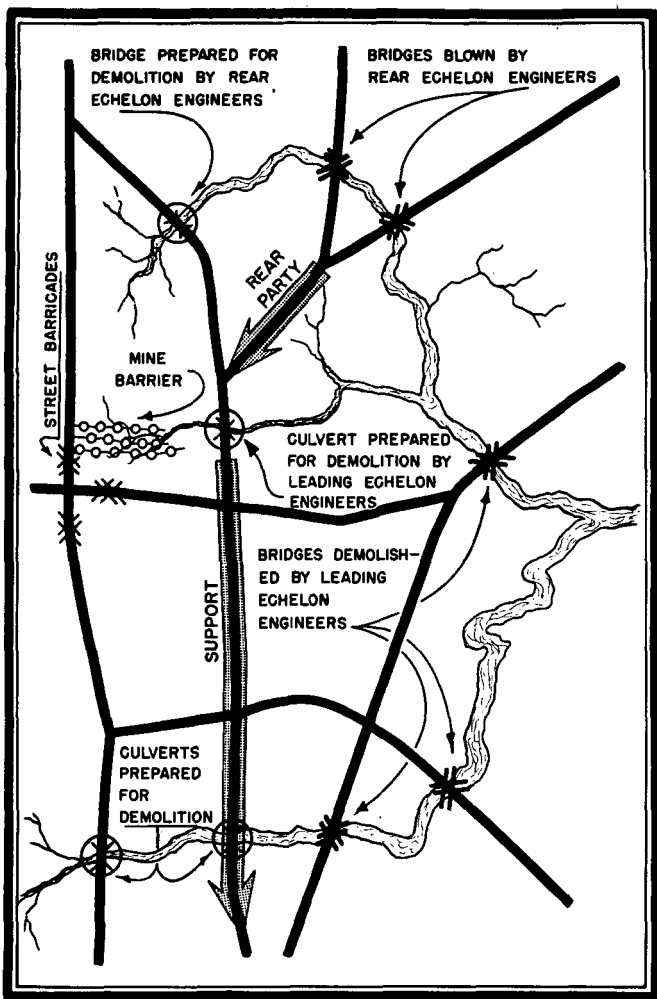 BRIDGE PREPARED FOR
DEMOLITION BY REAR
ECHELON ENGINEERS
BRIDGES BLOWN BY
REAR ECHELON ENGINEERS
REAR
PARTY
STREET BARRICADES
MINE
BARRIER
CULVERT PREPARED
FOR DEMOLITION BY
LEADING ECHELON
ENGINEERS
BRIDGES DEMOLISH-
ED BY LEADING
ECHELON
ENGINEERS
SUPPORT
CULVERTS
PREPARED
FOR
DEMOLITION